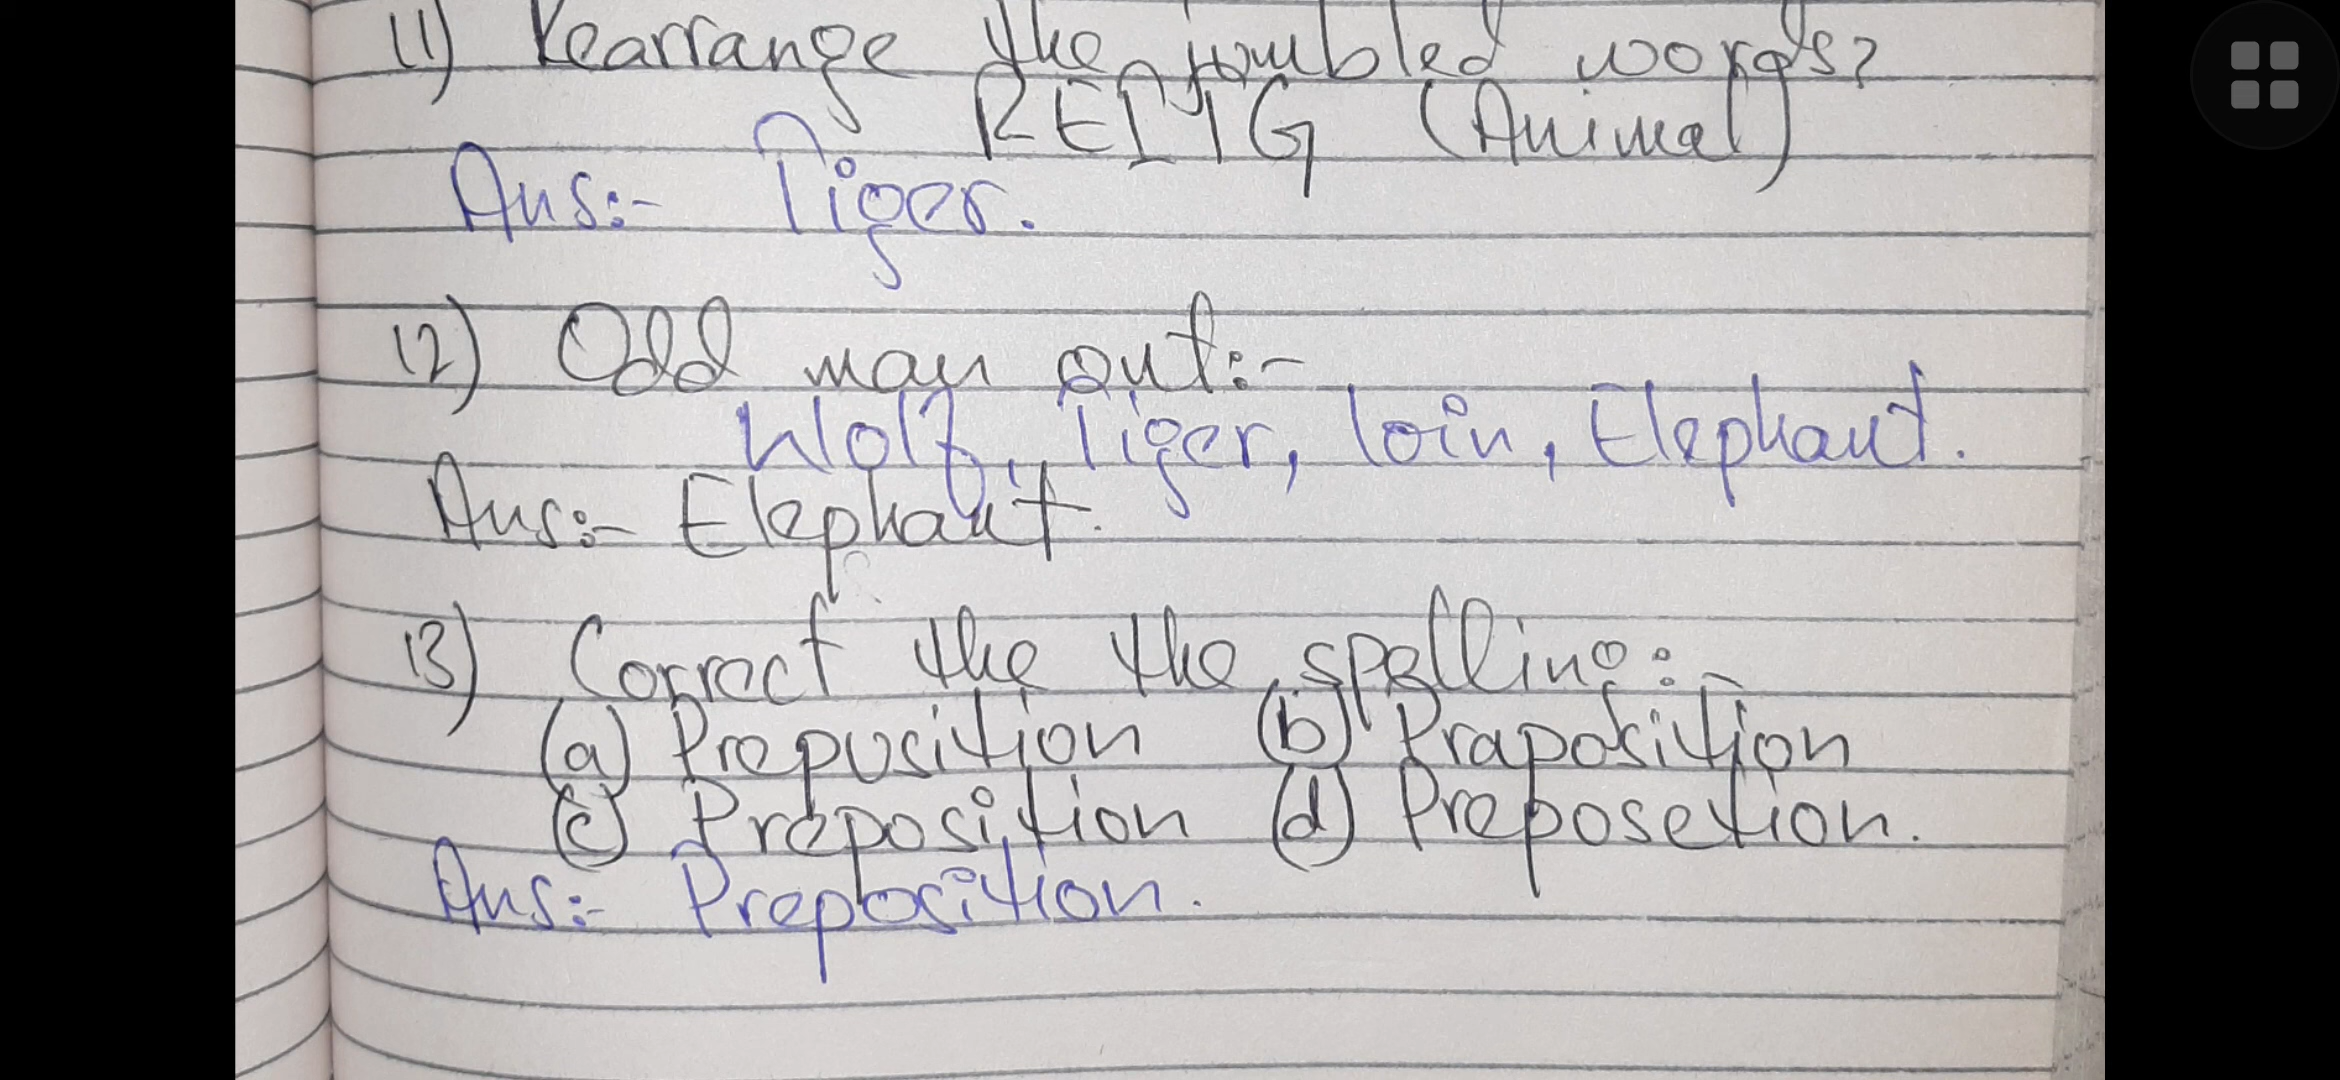 11) Rearrange the jumbled words?
REITG (Animal)
Ans:- Tiger.
12) Odd man out:-
Wolf, Tiger, loin, Elephant.
Ans:- Elephant.
13) Correct the the spelling:-
(a) Prepusition (b) Praposition
(c) Preposition (d) Preposetion.
Ans:- Preposition.